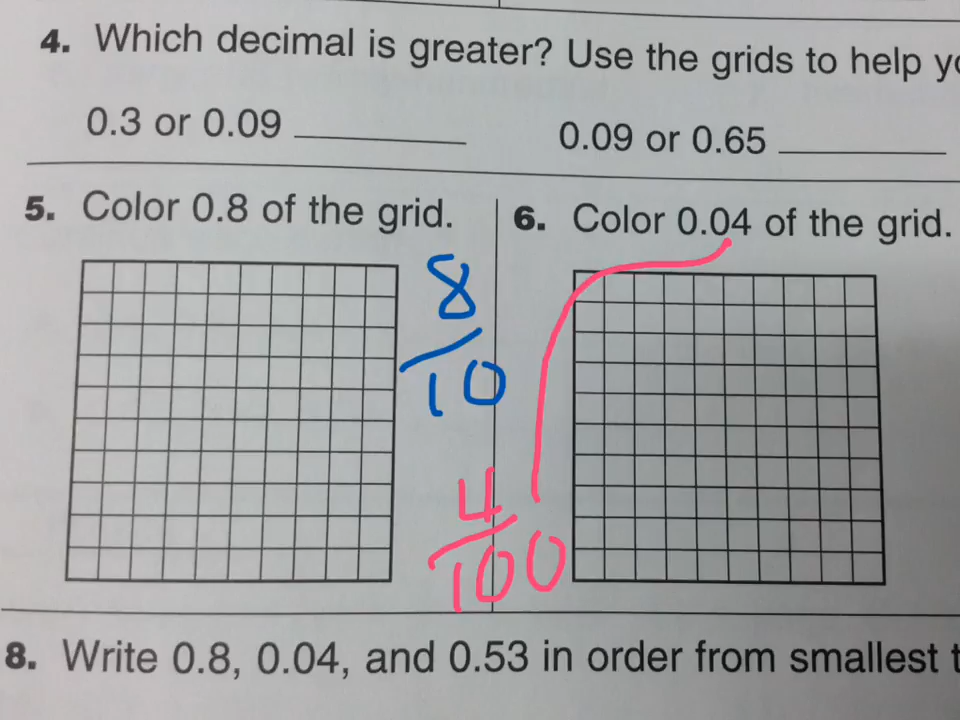 4. Which decimal is greater? Use the grids to help
0.3 or 0.09 0.09 or 0.65
5. Color 0.8 of the grid. 6. Color 0.04 of the grid.
8
10
4
100
8. Write 0.8, 0.04, and 0.53 in order from smallest